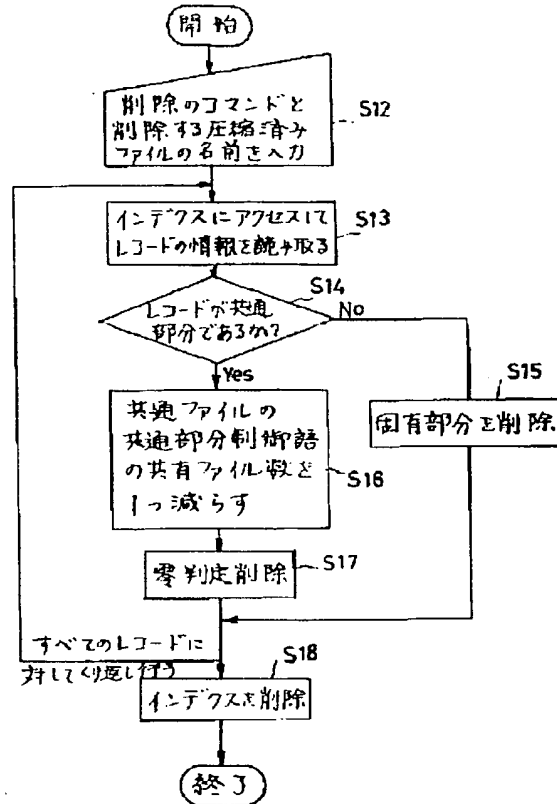 開始
削除のコマンドと
削除する圧縮済み
ファイルの名前を入力
S12
インデクスにアクセスして
レコードの情報を読み取る
S13
S14
レコードが共通
部分であるか?
No
Yes
S15
固有部分を削除
共通ファイルの
共通部分制御語
の共有ファイル数を
1つ減らす
S16
零判定削除
S17
すべてのレコードに
対してくり返し行う
S18
インデクスを削除
終了